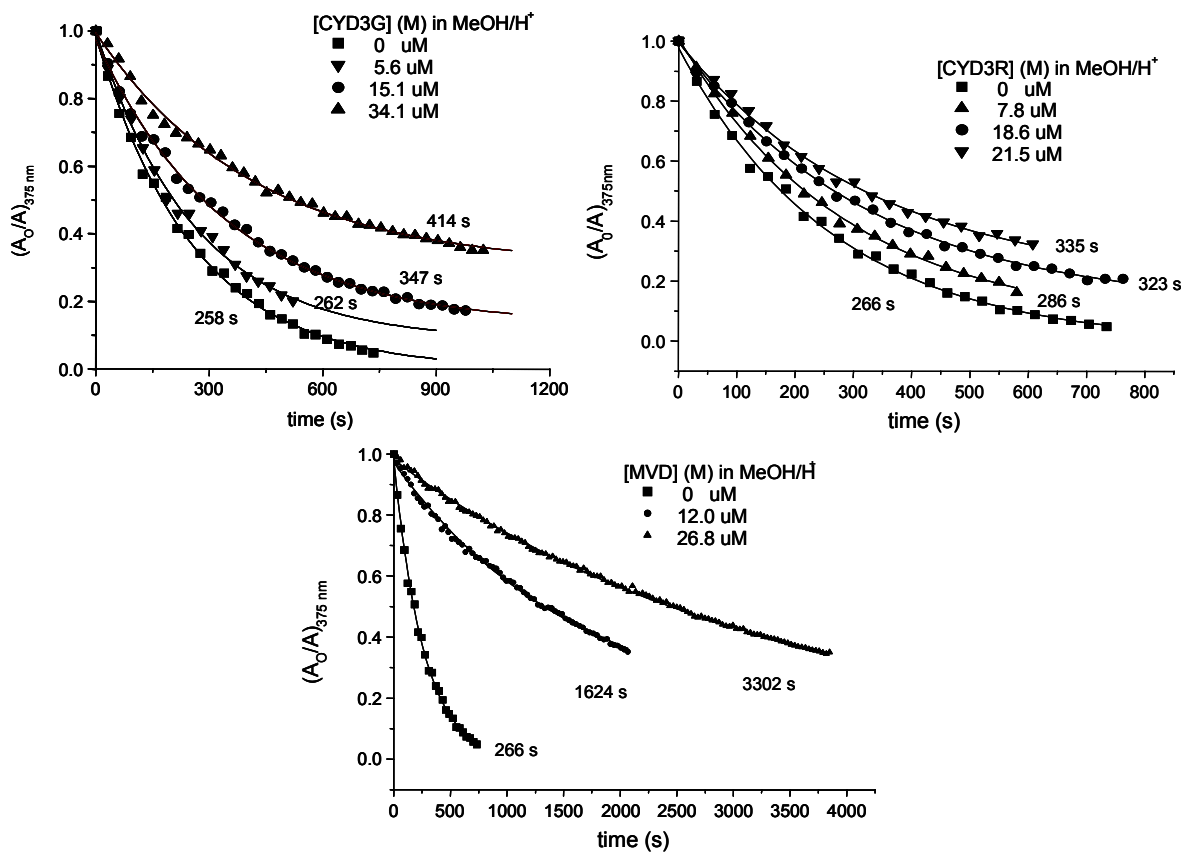 [CYD3G] (M) in MeOH/H+
0 uM
5.6 uM
15.1 uM
34.1 uM
1.0
0.8
0.6
0.4
0.2
0.0
(AO/A)375nm
414 s
347 s
262 s
258 s
0 300 600 900 1200
time (s)
[CYD3R] (M) in MeOH/H+
0 uM
7.8 uM
18.6 uM
21.5 uM
1.0
0.8
0.6
0.4
0.2
0.0
(A0/A)375nm
335 s
323 s
286 s
266 s
0 100 200 300 400 500 600 700 800
time (s)
[MVD] (M) in MeOH/H+
0 uM
12.0 uM
26.8 uM
1.0
0.8
0.6
0.4
0.2
0.0
(AO/A)375 nm
1624 s
3302 s
266 s
0 500 1000 1500 2000 2500 3000 3500 4000
time (s)